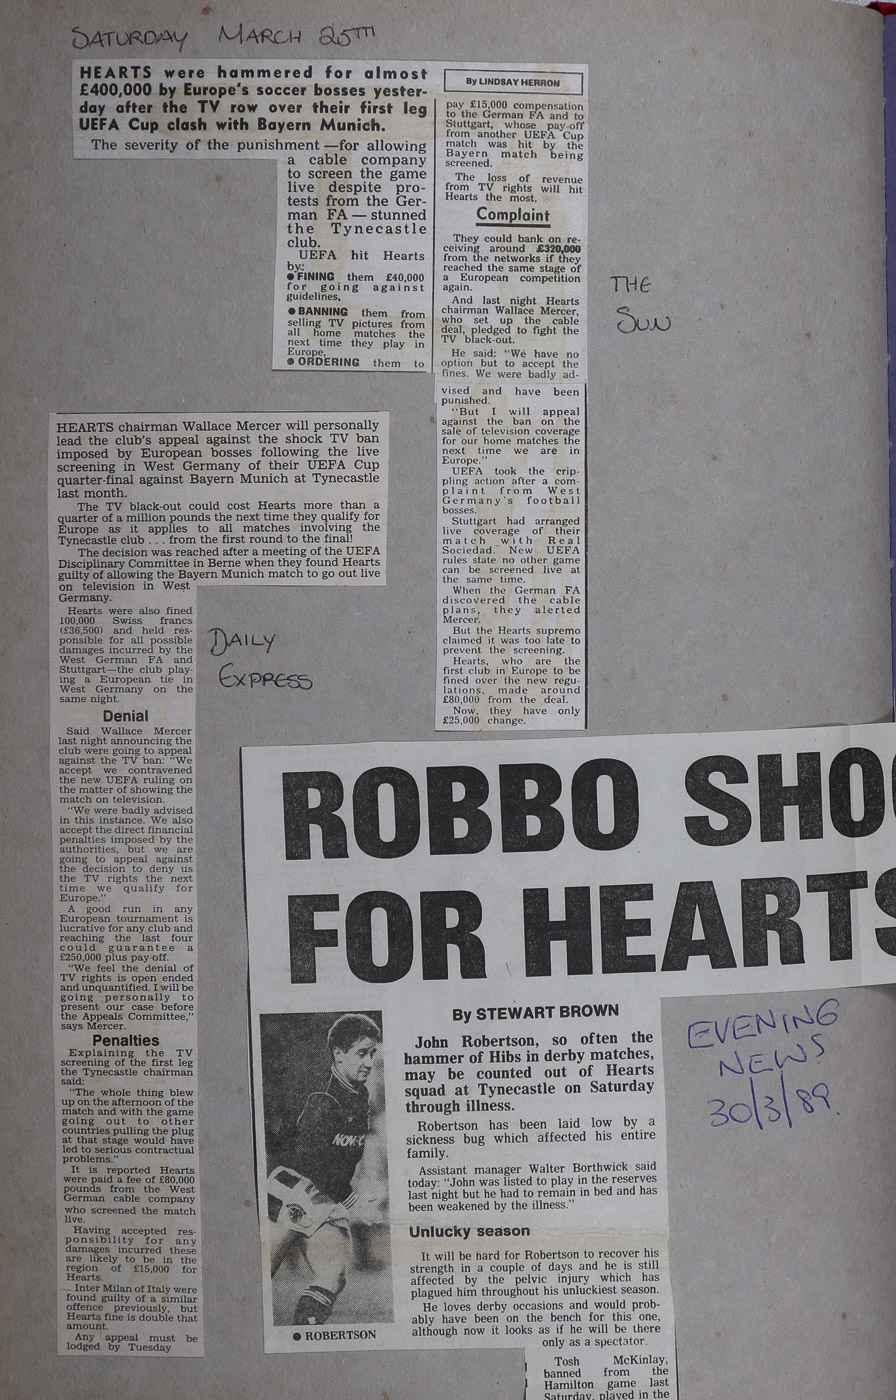 SATURDAY MARCH 25TH
HEARTS were hammered for almost
£400,000 by Europe's soccer bosses yester-
day after the TV row over their first leg
UEFA Cup clash with Bayern Munich.
The severity of the punishment —for allowing
a cable company
to screen the game
live despite pro-
tests from the Ger-
man FA — stunned
the Tynecastle
club.
UEFA hit Hearts
by:
● FINING them £40,000
for going against
guidelines,
● BANNING them from
selling TV pictures from
all home matches the
next time they play in
Europe,
● ORDERING them to
By LINDSAY HERRON
pay £15,000 compensation
to the German FA and to
Stuttgart, whose pay-off
from another UEFA Cup
match was hit by the
Bayern match being
screened.
The loss of revenue
from TV rights will hit
Hearts the most.
Complaint
They could bank on re-
ceiving around £320,000
from the networks if they
reached the same stage of
a European competition
again.
And last night Hearts
chairman Wallace Mercer,
who set up the cable
deal, pledged to fight the
TV black-out.
He said: "We have no
option but to accept the
fines. We were badly ad-
vised and have been
punished.
"But I will appeal
against the ban on the
sale of television coverage
for our home matches the
next time we are in
Europe."
UEFA took the crip-
pling action after a com-
plaint from West
Germany's football
bosses.
Stuttgart had arranged
live coverage of their
match with Real
Sociedad. New UEFA
rules state no other game
can be screened live at
the same time.
When the German FA
discovered the cable
plans, they alerted
Mercer.
But the Hearts supremo
claimed it was too late to
prevent the screening.
Hearts, who are the
first club in Europe to be
fined over the new regu-
lations, made around
£80,000 from the deal.
Now, they have only
£25,000 change.
THE
SUN
HEARTS chairman Wallace Mercer will personally
lead the club's appeal against the shock TV ban
imposed by European bosses following the live
screening in West Germany of their UEFA Cup
quarter-final against Bayern Munich at Tynecastle
last month.
The TV black-out could cost Hearts more than a
quarter of a million pounds the next time they qualify for
Europe as it applies to all matches involving the
Tynecastle club . . . from the first round to the final!
The decision was reached after a meeting of the UEFA
Disciplinary Committee in Berne when they found Hearts
guilty of allowing the Bayern Munich match to go out live
on television in West
Germany.
Hearts were also fined
100,000 Swiss francs
(£36,500) and held res-
ponsible for all possible
damages incurred by the
West German FA and
Stuttgart—the club play-
ing a European tie in
West Germany on the
same night.
Denial
Said Wallace Mercer
last night announcing the
club were going to appeal
against the TV ban: "We
accept we contravened
the new UEFA ruling on
the matter of showing the
match on television.
"We were badly advised
in this instance. We also
accept the direct financial
penalties imposed by the
authorities, but we are
going to appeal against
the decision to deny us
the TV rights the next
time we qualify for
Europe."
A good run in any
European tournament is
lucrative for any club and
reaching the last four
could guarantee a
£250,000 plus pay-off.
"We feel the denial of
TV rights is open ended
and unquantified. I will be
going personally to
present our case before
the Appeals Committee,"
says Mercer.
Penalties
Explaining the TV
screening of the first leg
the Tynecastle chairman
said:
"The whole thing blew
up on the afternoon of the
match and with the game
going out to other
countries pulling the plug
at that stage would have
led to serious contractual
problems."
It is reported Hearts
were paid a fee of £80,000
pounds from the West
German cable company
who screened the match
live.
Having accepted res-
ponsibility for any
damages incurred these
are likely to be in the
region of £15,000 for
Hearts.
Inter Milan of Italy were
found guilty of a similar
offence previously, but
Hearts fine is double that
amount.
Any appeal must be
lodged by Tuesday
DAILY
EXPRESS
ROBBO SHO
FOR HEARTS
By STEWART BROWN
John Robertson, so often the
hammer of Hibs in derby matches,
may be counted out of Hearts
squad at Tynecastle on Saturday
through illness.
Robertson has been laid low by a
sickness bug which affected his entire
family.
Assistant manager Walter Borthwick said
today: "John was listed to play in the reserves
last night but he had to remain in bed and has
been weakened by the illness."
Unlucky season
It will be hard for Robertson to recover his
strength in a couple of days and he is still
affected by the pelvic injury which has
plagued him throughout his unluckiest season.
He loves derby occasions and would prob-
ably have been on the bench for this one,
although now it looks as if he will be there
only as a spectator.
Tosh McKinlay,
banned from the
Hamilton game last
Saturday, played in the
● ROBERTSON
EVENING
NEWS
30/3/89.